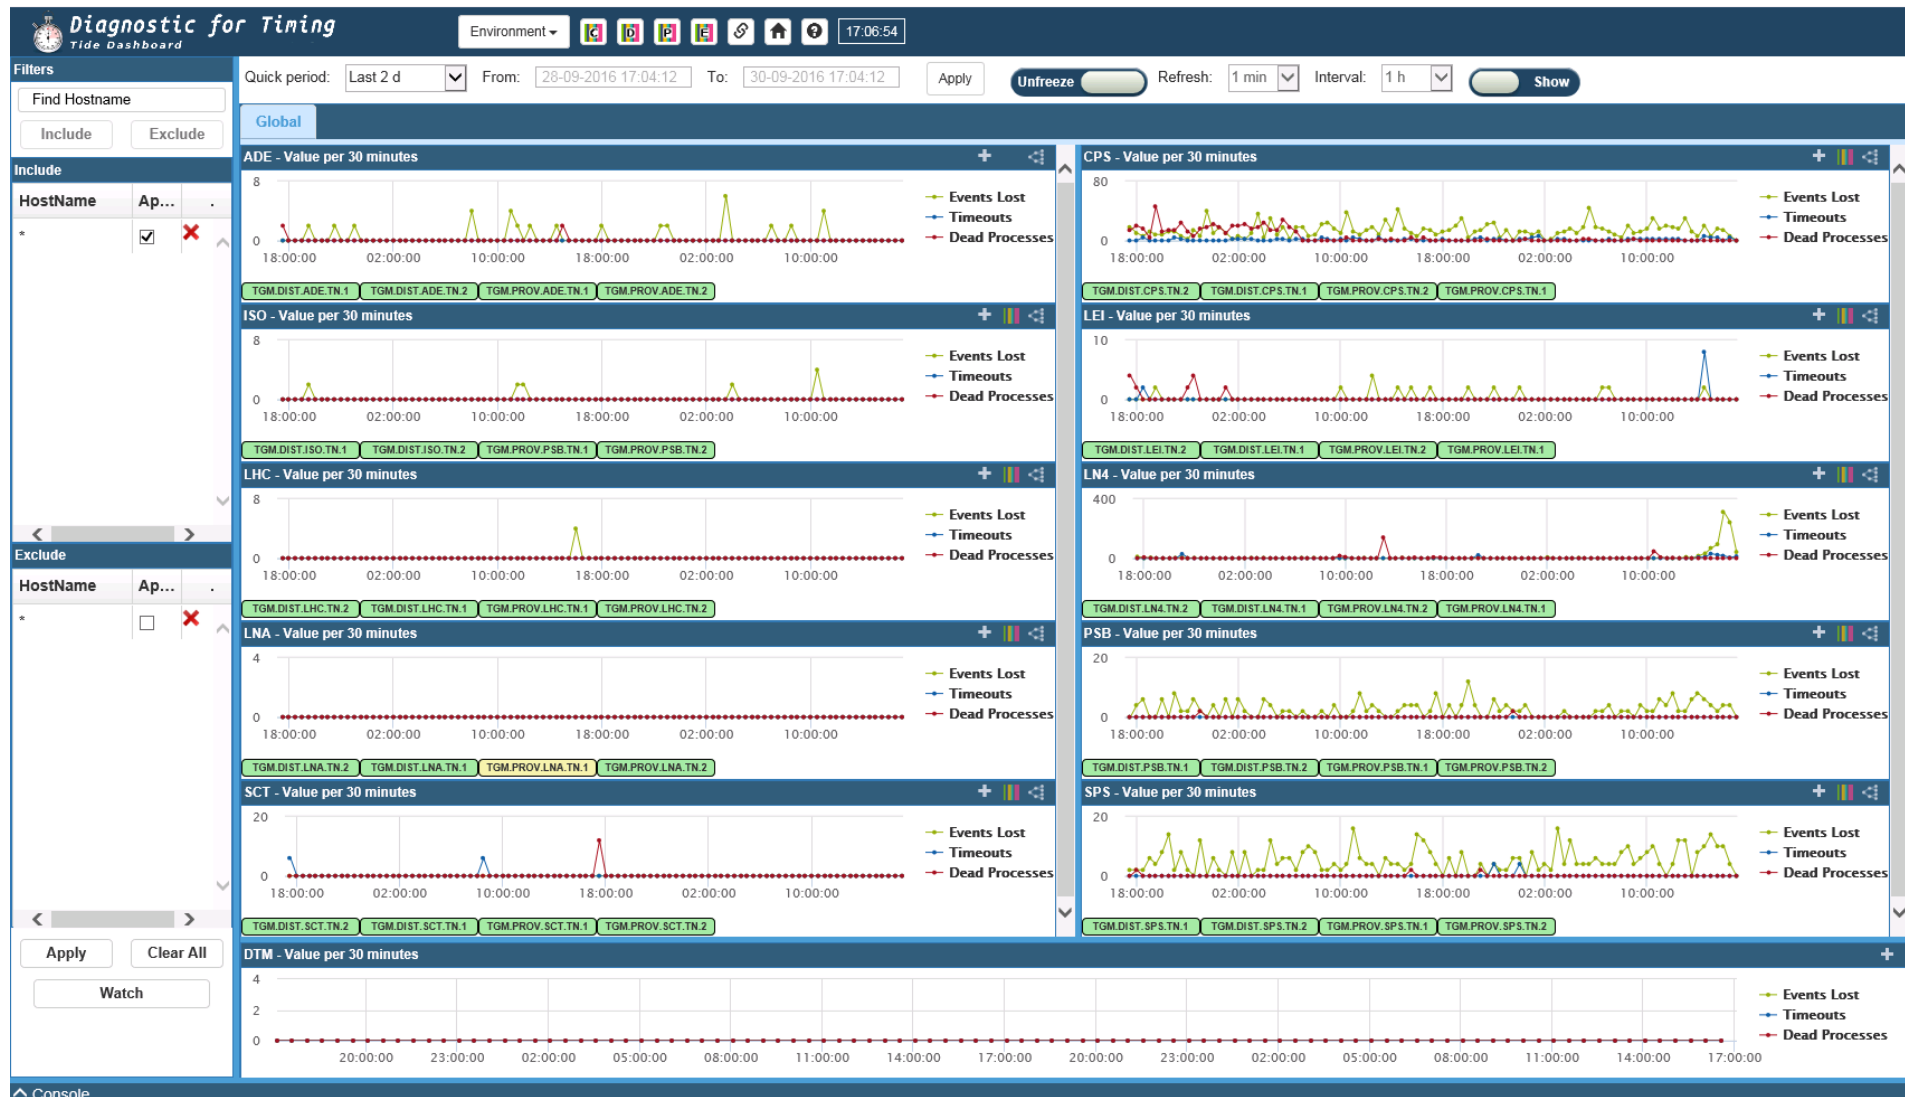 Diagnostic for Timing
Tide Dashboard
Environment
C D P E
17:06:54
Filters
Find Hostname
Include Exclude
Include
HostName Ap... .
*
Exclude
HostName Ap... .
*
Apply Clear All
Watch
Quick period: Last 2 d From: 28-09-2016 17:04:12 To: 30-09-2016 17:04:12 Apply Unfreeze Refresh: 1 min Interval: 1 h Show
Global
ADE - Value per 30 minutes
8
0
18:00:00 02:00:00 10:00:00 18:00:00 02:00:00 10:00:00
Events Lost
Timeouts
Dead Processes
TGM.DIST.ADE.TN.1 TGM.DIST.ADE.TN.2 TGM.PROV.ADE.TN.1 TGM.PROV.ADE.TN.2
CPS - Value per 30 minutes
80
0
18:00:00 02:00:00 10:00:00 18:00:00 02:00:00 10:00:00
Events Lost
Timeouts
Dead Processes
TGM.DIST.CPS.TN.2 TGM.DIST.CPS.TN.1 TGM.PROV.CPS.TN.2 TGM.PROV.CPS.TN.1
ISO - Value per 30 minutes
8
0
18:00:00 02:00:00 10:00:00 18:00:00 02:00:00 10:00:00
Events Lost
Timeouts
Dead Processes
TGM.DIST.ISO.TN.1 TGM.DIST.ISO.TN.2 TGM.PROV.PSB.TN.1 TGM.PROV.PSB.TN.2
LEI - Value per 30 minutes
10
0
18:00:00 02:00:00 10:00:00 18:00:00 02:00:00 10:00:00
Events Lost
Timeouts
Dead Processes
TGM.DIST.LEI.TN.2 TGM.DIST.LEI.TN.1 TGM.PROV.LEI.TN.2 TGM.PROV.LEI.TN.1
LHC - Value per 30 minutes
8
0
18:00:00 02:00:00 10:00:00 18:00:00 02:00:00 10:00:00
Events Lost
Timeouts
Dead Processes
TGM.DIST.LHC.TN.2 TGM.DIST.LHC.TN.1 TGM.PROV.LHC.TN.1 TGM.PROV.LHC.TN.2
LN4 - Value per 30 minutes
400
0
18:00:00 02:00:00 10:00:00 18:00:00 02:00:00 10:00:00
Events Lost
Timeouts
Dead Processes
TGM.DIST.LN4.TN.2 TGM.DIST.LN4.TN.1 TGM.PROV.LN4.TN.2 TGM.PROV.LN4.TN.1
LNA - Value per 30 minutes
4
0
18:00:00 02:00:00 10:00:00 18:00:00 02:00:00 10:00:00
Events Lost
Timeouts
Dead Processes
TGM.DIST.LNA.TN.2 TGM.DIST.LNA.TN.1 TGM.PROV.LNA.TN.1 TGM.PROV.LNA.TN.2
PSB - Value per 30 minutes
20
0
18:00:00 02:00:00 10:00:00 18:00:00 02:00:00 10:00:00
Events Lost
Timeouts
Dead Processes
TGM.DIST.PSB.TN.1 TGM.DIST.PSB.TN.2 TGM.PROV.PSB.TN.1 TGM.PROV.PSB.TN.2
SCT - Value per 30 minutes
20
0
18:00:00 02:00:00 10:00:00 18:00:00 02:00:00 10:00:00
Events Lost
Timeouts
Dead Processes
TGM.DIST.SCT.TN.2 TGM.DIST.SCT.TN.1 TGM.PROV.SCT.TN.1 TGM.PROV.SCT.TN.2
SPS - Value per 30 minutes
20
0
18:00:00 02:00:00 10:00:00 18:00:00 02:00:00 10:00:00
Events Lost
Timeouts
Dead Processes
TGM.DIST.SPS.TN.1 TGM.DIST.SPS.TN.2 TGM.PROV.SPS.TN.1 TGM.PROV.SPS.TN.2
DTM - Value per 30 minutes
4
2
0
20:00:00 23:00:00 02:00:00 05:00:00 08:00:00 11:00:00 14:00:00 17:00:00 20:00:00 23:00:00 02:00:00 05:00:00 08:00:00 11:00:00 14:00:00 17:00:00
Events Lost
Timeouts
Dead Processes
Console